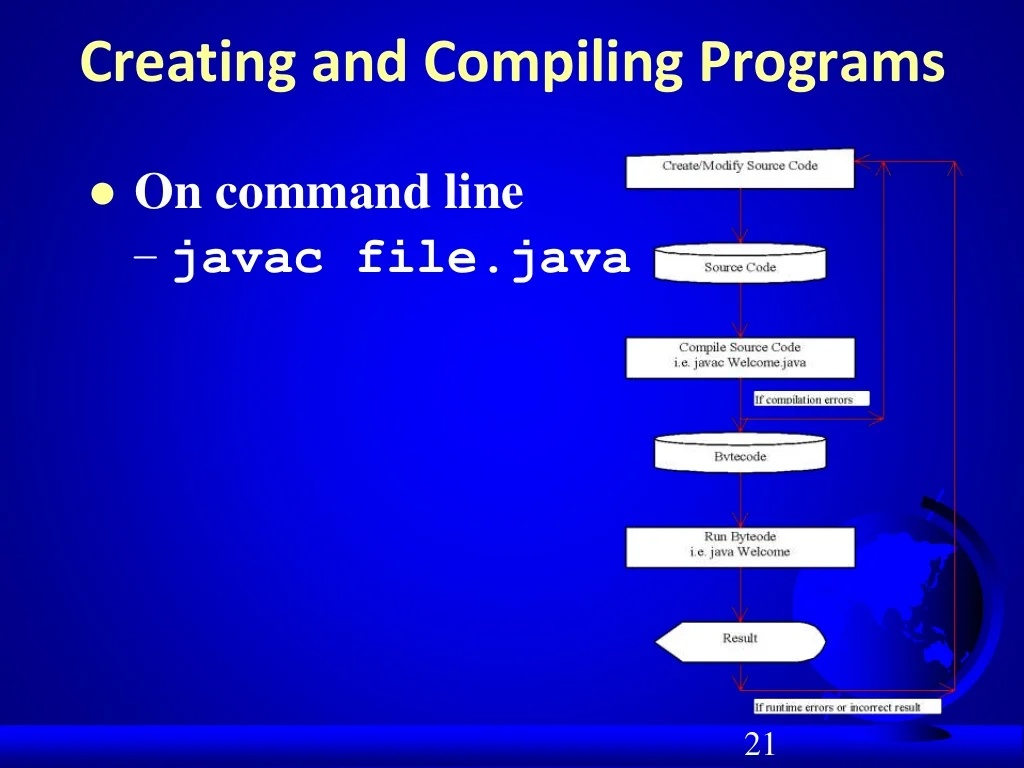 Creating and Compiling Programs
● On command line
– javac file.java
Create/Modify Source Code
Source Code
Compile Source Code
i.e. javac Welcome.java
If compilation errors
Bytecode
Run Byteode
i.e. java Welcome
Result
If runtime errors or incorrect result
21